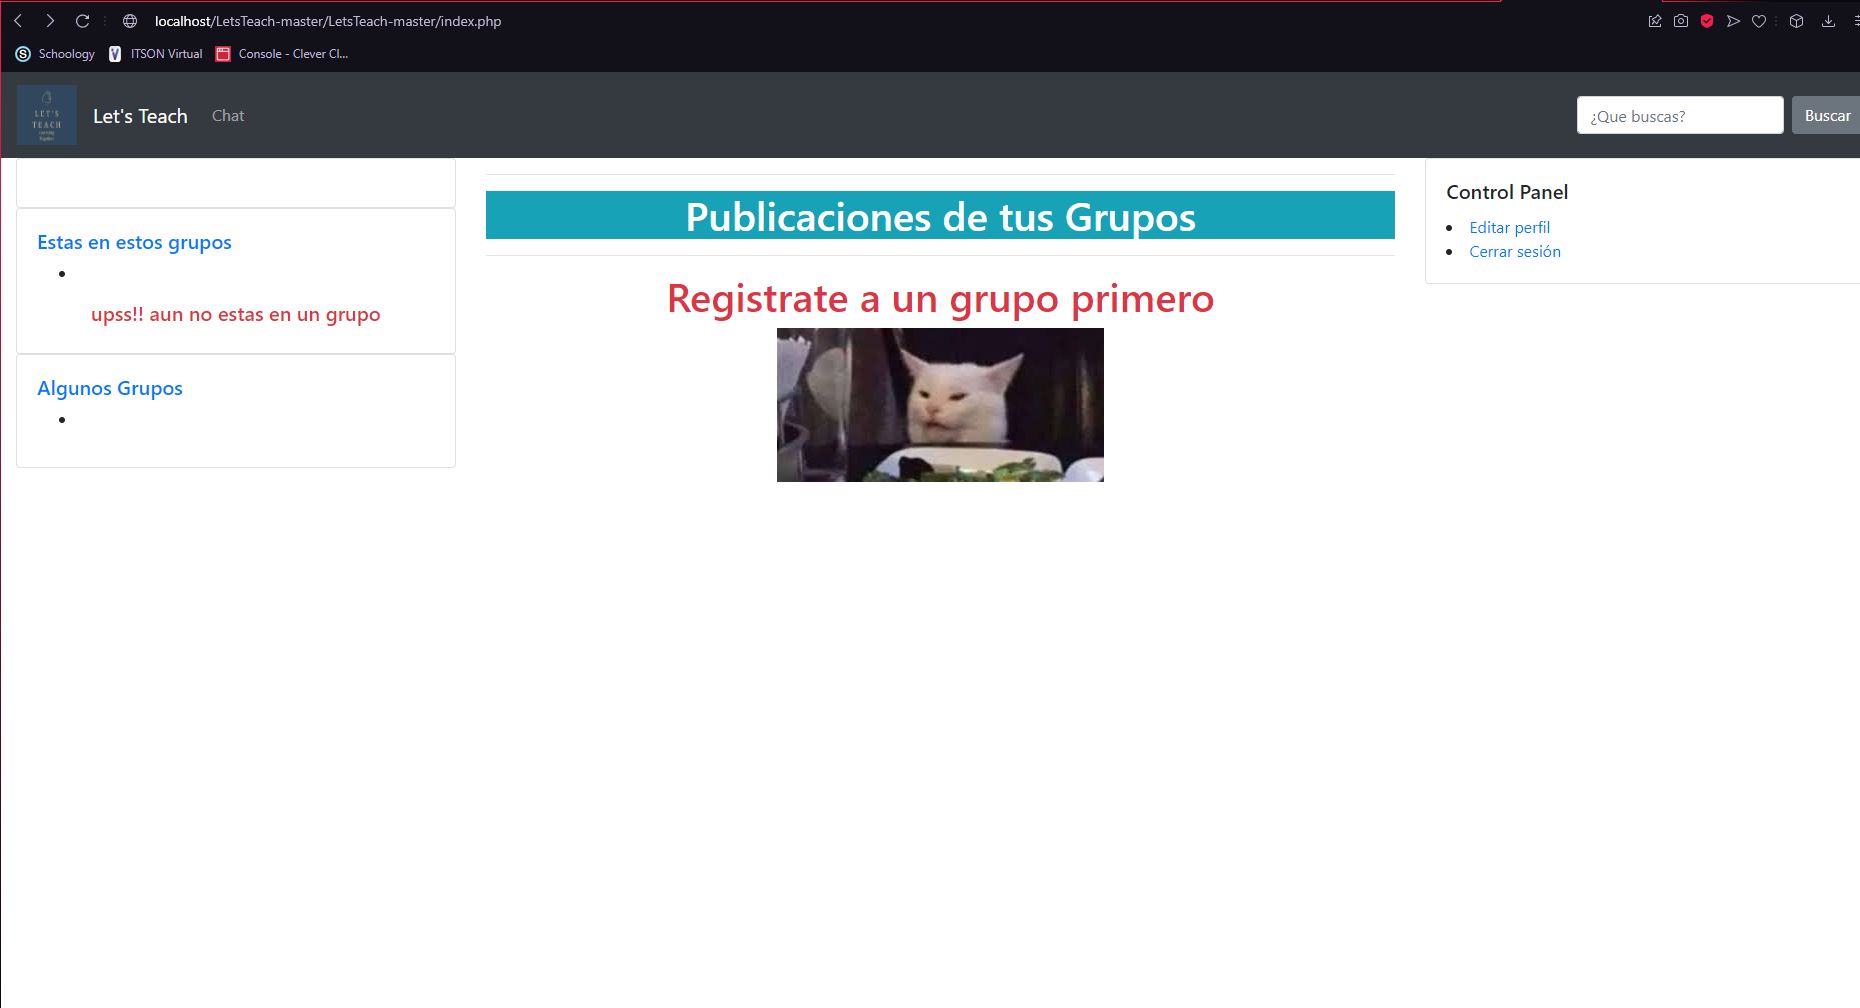 localhost/LetsTeach-master/LetsTeach-master/index.php
Schoology
ITSON Virtual
Console - Clever Cl...
LET'S
TEACH
Let's Teach
Chat
¿Que buscas?
Buscar
Estas en estos grupos
upss!! aun no estas en un grupo
Algunos Grupos
Publicaciones de tus Grupos
Registrate a un grupo primero
Control Panel
Editar perfil
Cerrar sesión